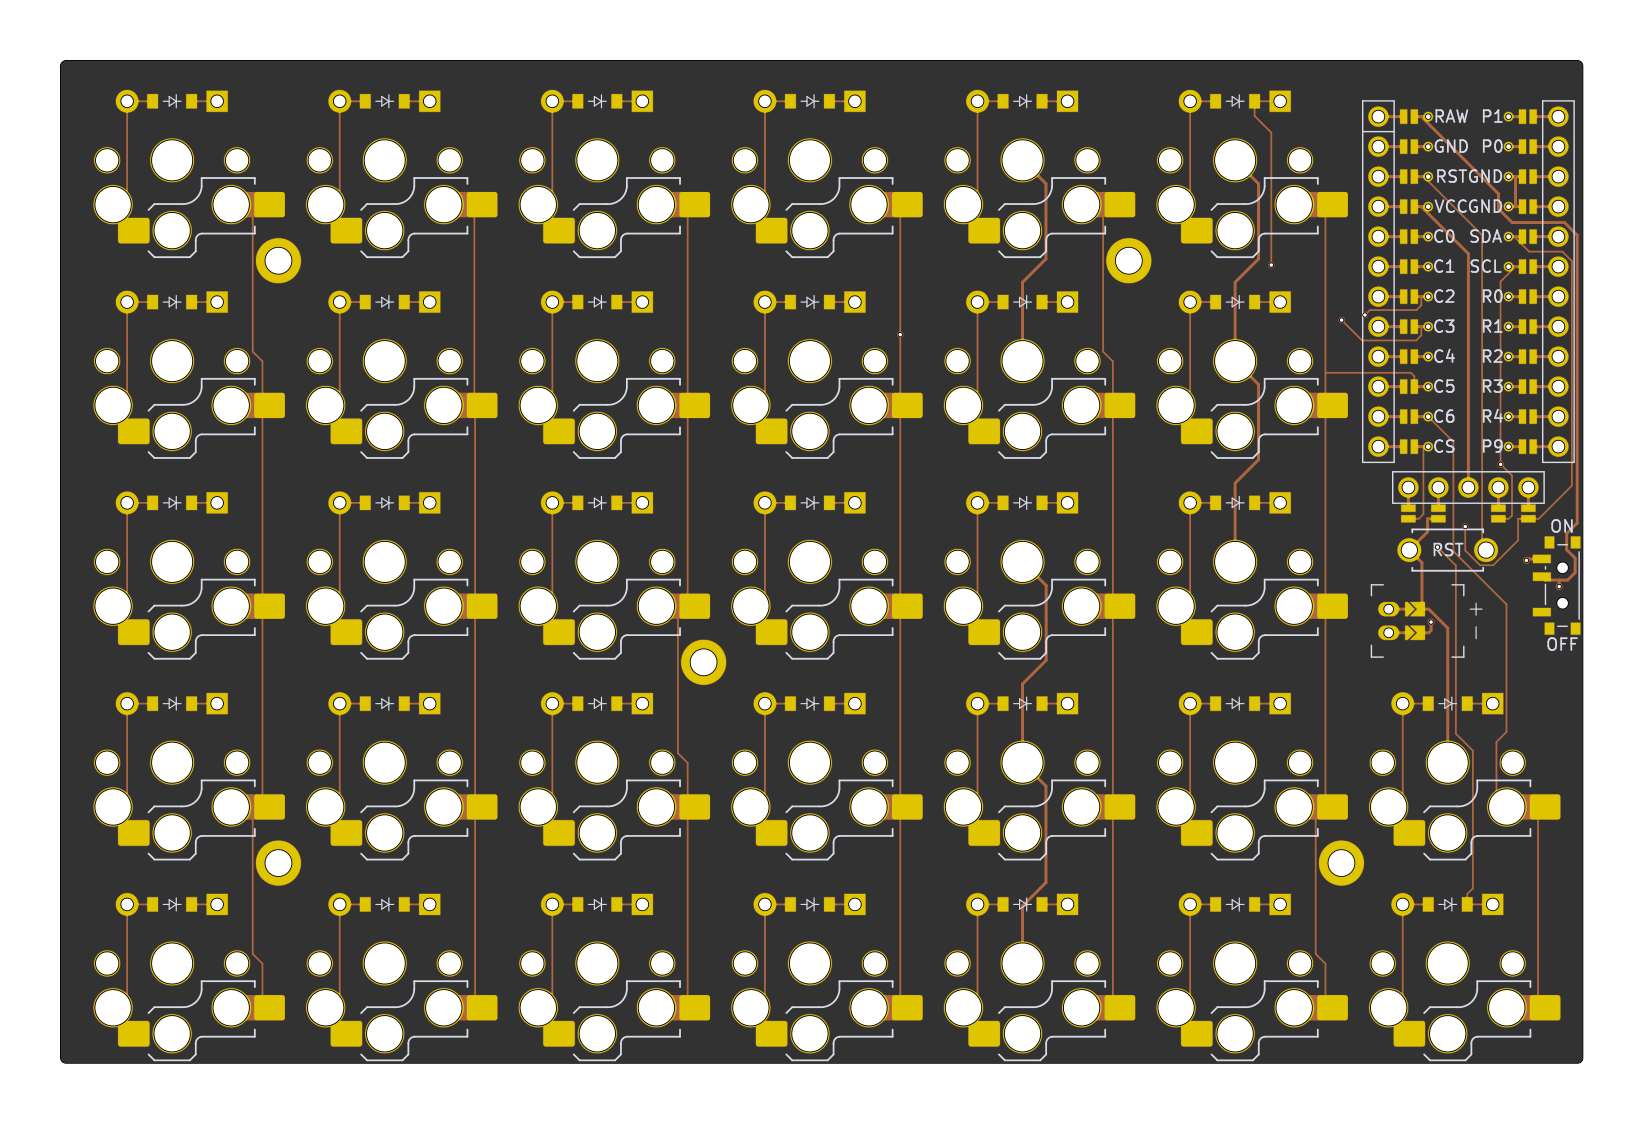 RAW P1
GND P0
RST GND
VCC GND
C0 SDA
C1 SCL
C2 R0
C3 R1
C4 R2
C5 R3
C6 R4
CS P9
ON
RST
+
-
OFF